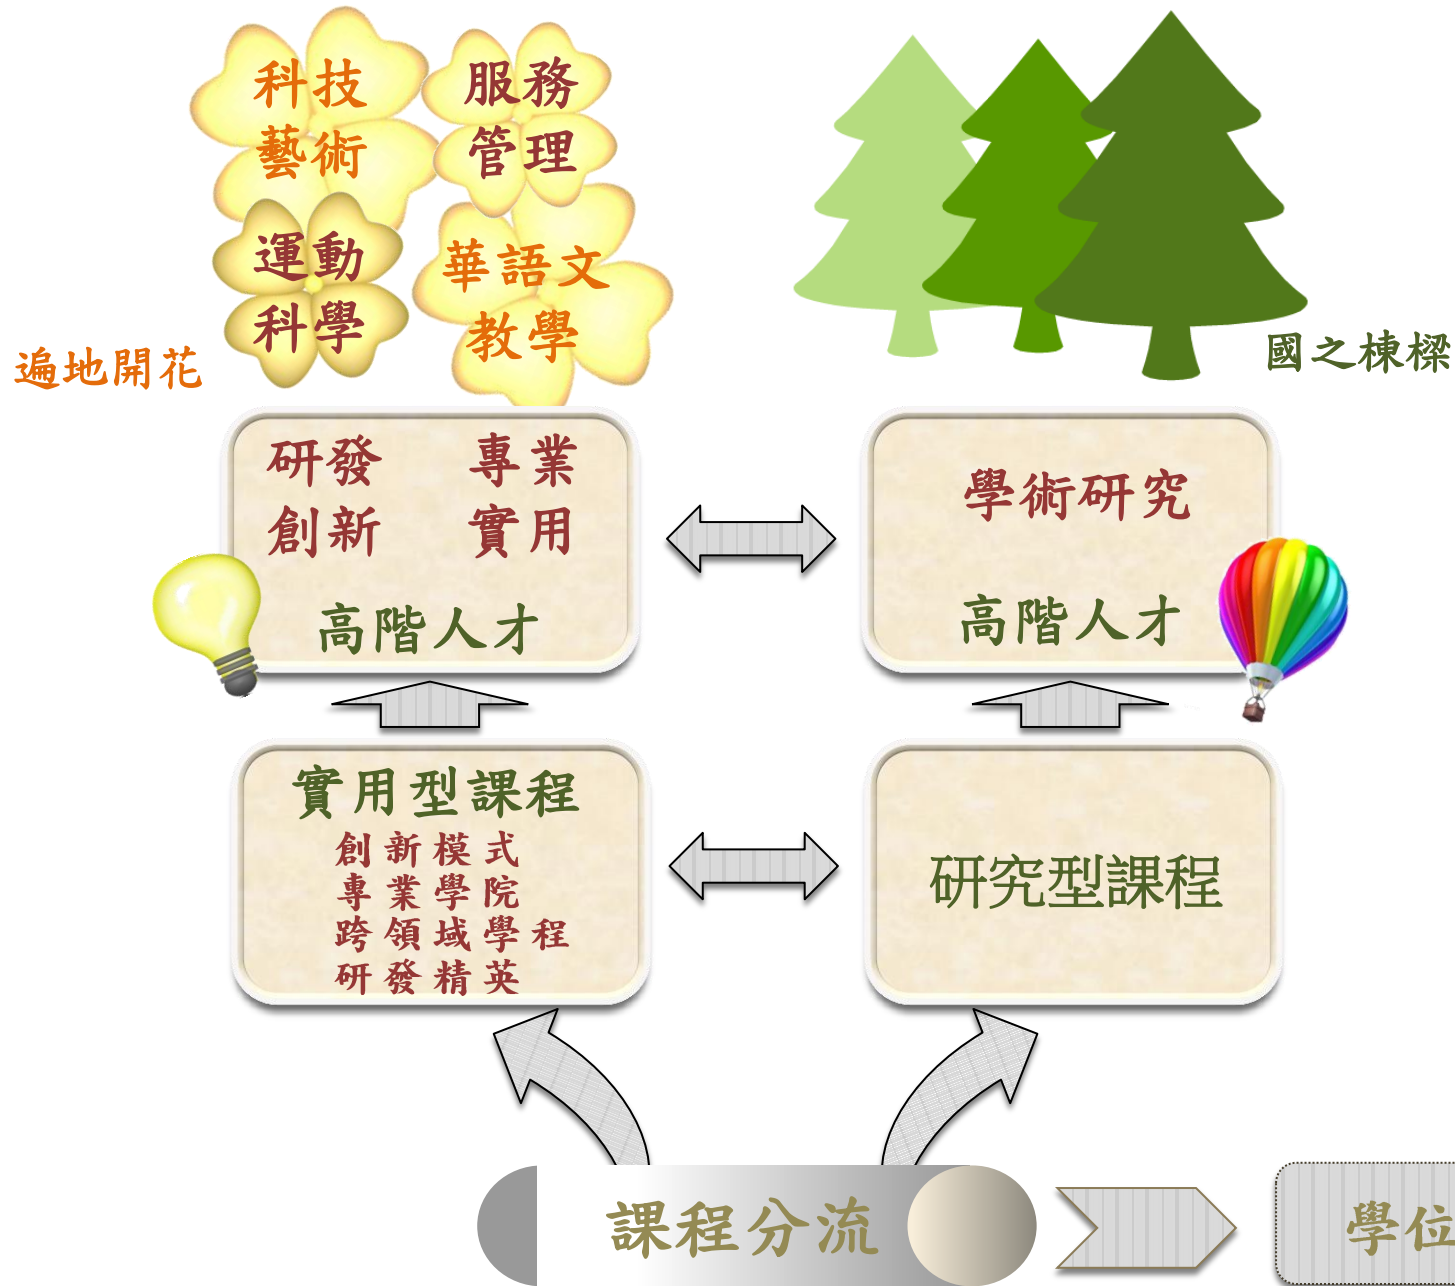 科技
藝術
服務
管理
運動
科學
華語文
教學
遍地開花
國之棟樑
研發 專業
創新 實用
高階人才
學術研究
高階人才
實用型課程
創新模式
專業學院
跨領域學程
研發精英
研究型課程
課程分流
學位